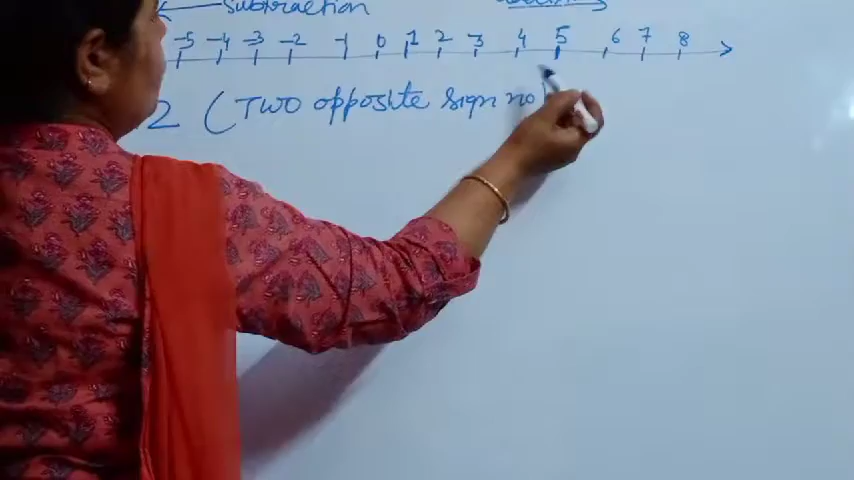 Subtraction
-5 -4 -3 -2 -1 0 1 2 3 4 5 6 7 8
2 (Two opposite sign no